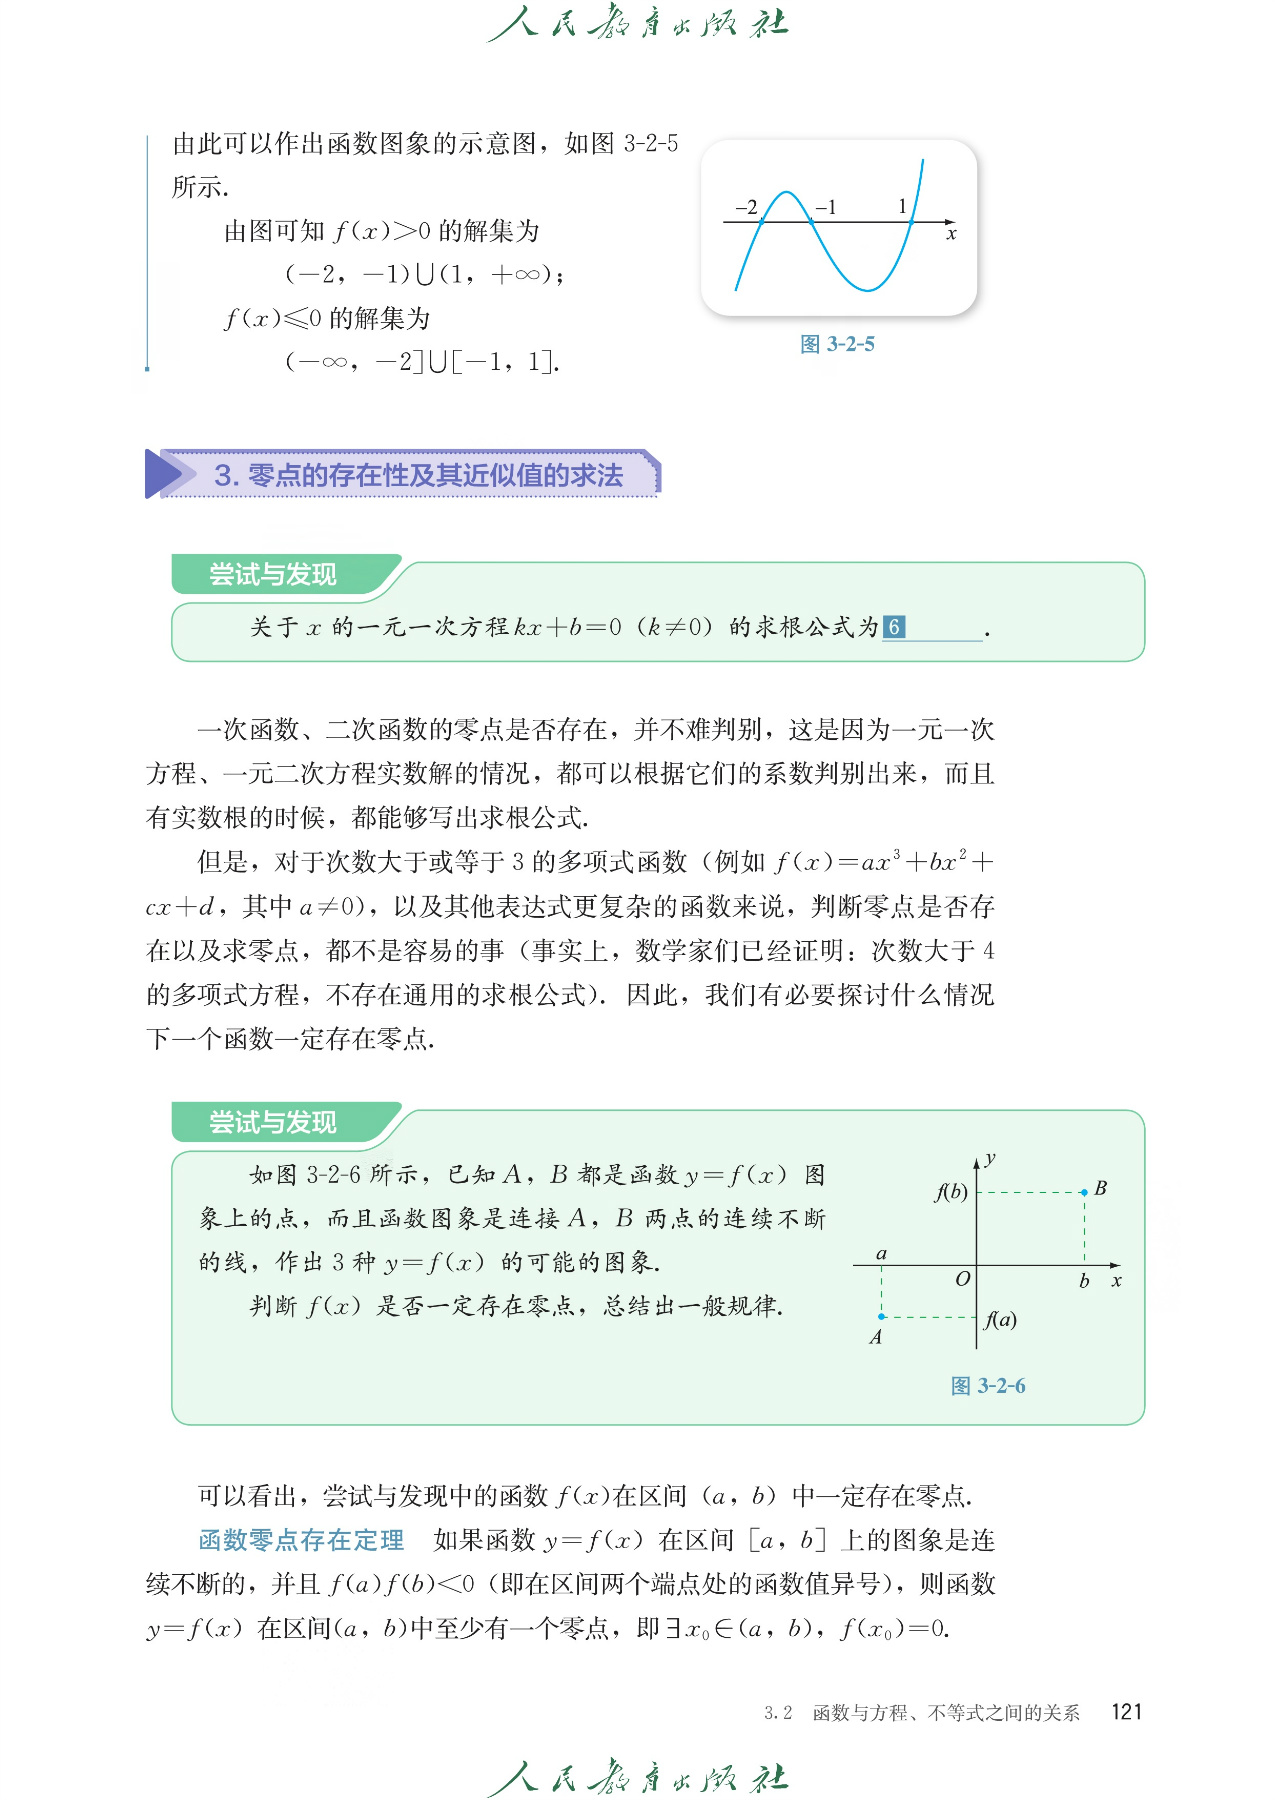 人民教育出版社
由此可以作出函数图象的示意图，如图 3-2-5
所示.
由图可知 f(x)>0 的解集为
(-2, -1)∪(1, +∞);
f(x)≤0 的解集为
(-∞, -2]∪[-1, 1].
-2 -1 1
x
图 3-2-5
3. 零点的存在性及其近似值的求法
尝试与发现
关于 x 的一元一次方程kx+b=0（k≠0）的求根公式为 6 ______ .
一次函数、二次函数的零点是否存在，并不难判别，这是因为一元一次
方程、一元二次方程实数解的情况，都可以根据它们的系数判别出来，而且
有实数根的时候，都能够写出求根公式.
但是，对于次数大于或等于 3 的多项式函数（例如 f(x)=ax³+bx²+
cx+d，其中 a≠0），以及其他表达式更复杂的函数来说，判断零点是否存
在以及求零点，都不是容易的事（事实上，数学家们已经证明：次数大于 4
的多项式方程，不存在通用的求根公式）. 因此，我们有必要探讨什么情况
下一个函数一定存在零点.
尝试与发现
如图 3-2-6 所示，已知 A，B 都是函数 y=f(x) 图
象上的点，而且函数图象是连接 A，B 两点的连续不断
的线，作出 3 种 y=f(x) 的可能的图象.
判断 f(x) 是否一定存在零点，总结出一般规律.
y
f(b) B
a
O b x
f(a)
A
图 3-2-6
可以看出，尝试与发现中的函数 f(x)在区间（a，b）中一定存在零点.
函数零点存在定理 如果函数 y=f(x) 在区间［a，b］上的图象是连
续不断的，并且 f(a)f(b)<0（即在区间两个端点处的函数值异号），则函数
y=f(x) 在区间(a，b)中至少有一个零点，即∃x₀∈(a，b)，f(x₀)=0.
3.2 函数与方程、不等式之间的关系 121
人民教育出版社